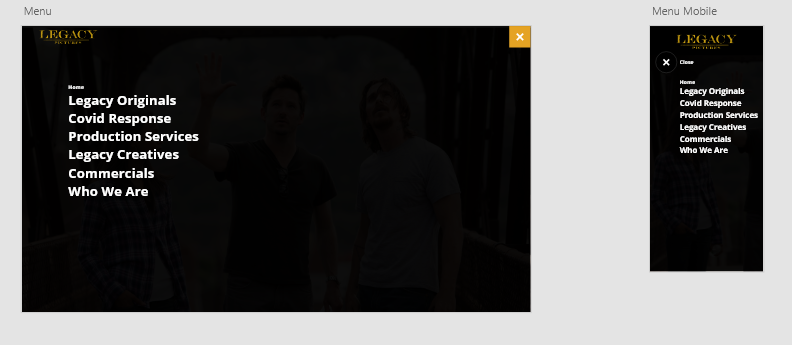 Menu
LEGACY
PICTURES
Home
Legacy Originals
Covid Response
Production Services
Legacy Creatives
Commercials
Who We Are
Menu Mobile
LEGACY
PICTURES
Close
Home
Legacy Originals
Covid Response
Production Services
Legacy Creatives
Commercials
Who We Are